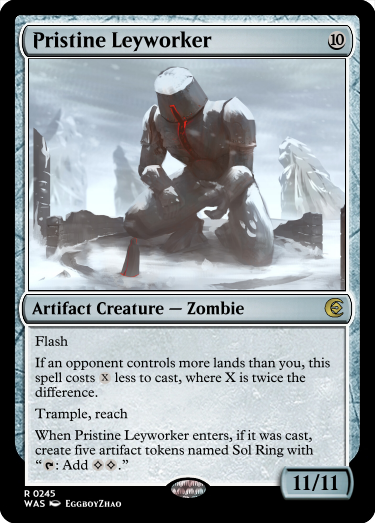 Pristine Leyworker
10
Artifact Creature — Zombie
Flash
If an opponent controls more lands than you, this
spell costs X less to cast, where X is twice the
difference.
Trample, reach
When Pristine Leyworker enters, if it was cast,
create five artifact tokens named Sol Ring with
“: Add .”
11/11
R 0245
WAS EggboyZhao